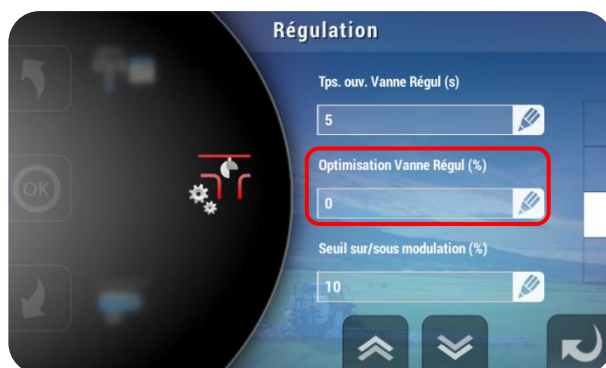 Régulation
Tps. ouv. Vanne Régul (s)
5
Optimisation Vanne Régul (%)
0
OK
Seuil sur/sous modulation (%)
10